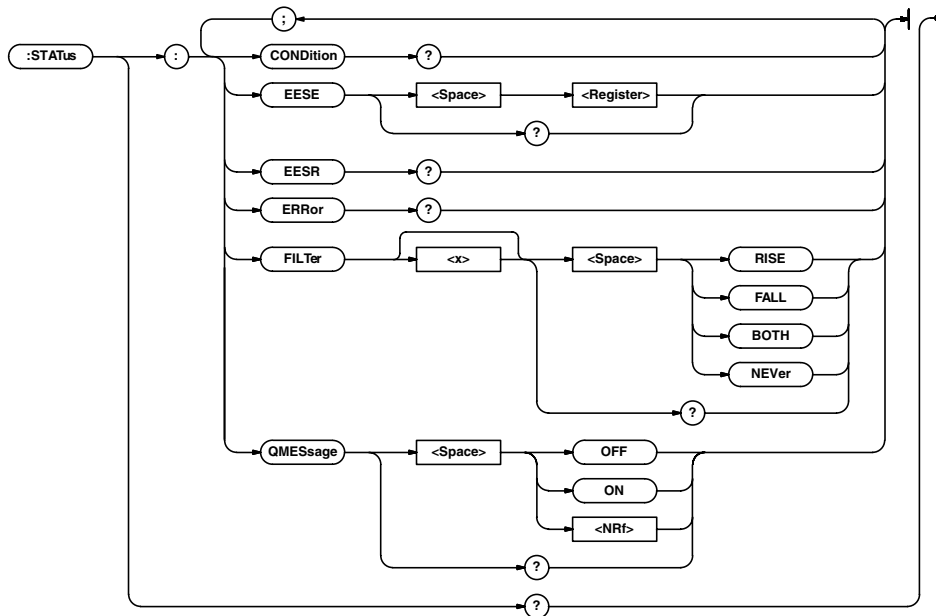 ;
:STATus : CONDition ?
EESE <Space> <Register>
?
EESR ?
ERRor ?
FILTer <x> <Space> RISE
FALL
BOTH
NEVer
?
QMESsage <Space> OFF
ON
<NRf>
?
?